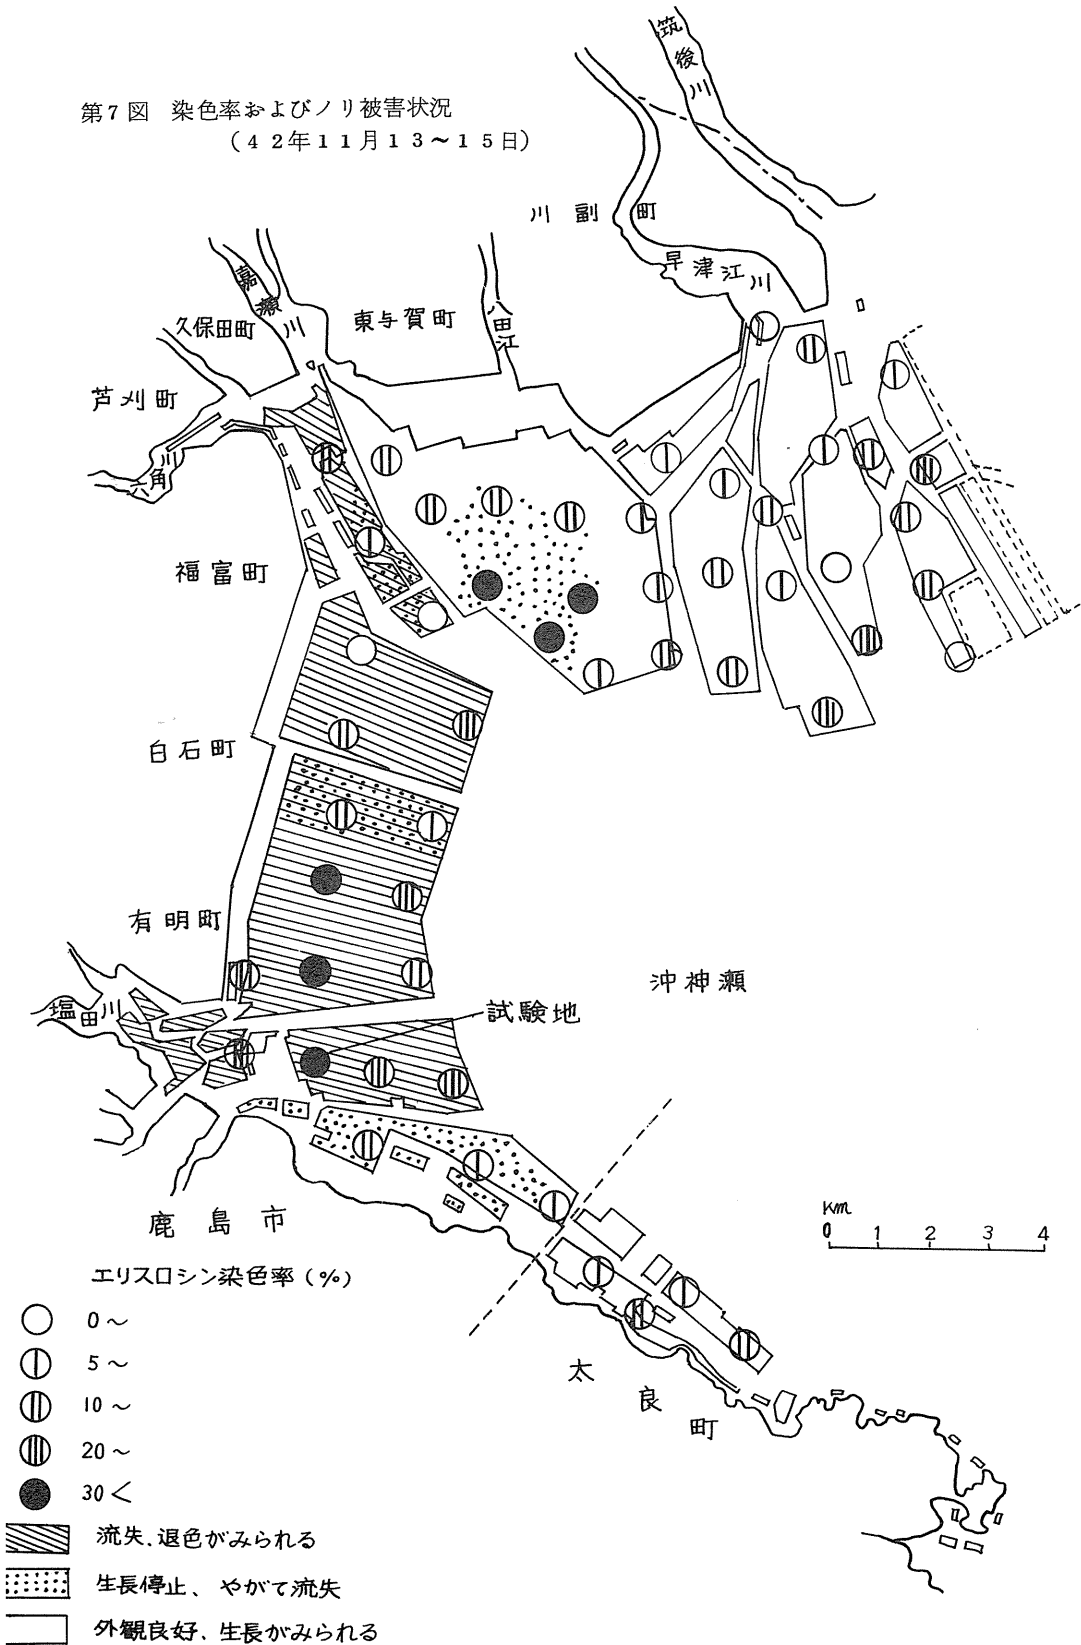 第7図 染色率およびノリ被害状況
(42年11月13〜15日)
筑後川
川副町
早津江川
嘉瀬川
久保田町
東与賀町
八田江
芦刈町
六角川
福富町
白石町
有明町
塩田川
沖神瀬
試験地
鹿島市
太良町
Km
0 1 2 3 4
エリスロシン染色率(%)
0〜
5〜
10〜
20〜
30<
流失、退色がみられる
生長停止、やがて流失
外観良好、生長がみられる